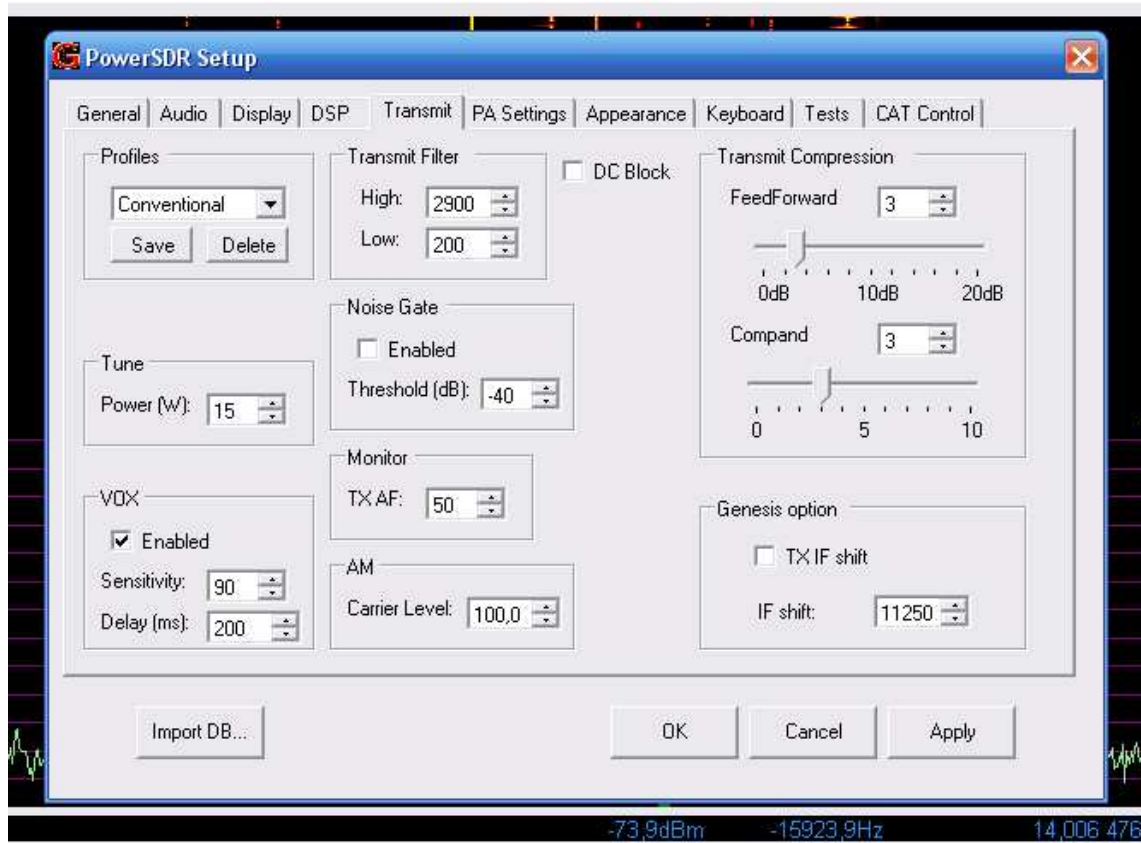 PowerSDR Setup
General Audio Display DSP Transmit PA Settings Appearance Keyboard Tests CAT Control
Profiles
Conventional
Save Delete
Tune
Power (W): 15
VOX
Enabled
Sensitivity: 90
Delay (ms): 200
Transmit Filter
High: 2900
Low: 200
Noise Gate
Enabled
Threshold (dB): -40
Monitor
TX AF: 50
AM
Carrier Level: 100,0
DC Block
Transmit Compression
FeedForward 3
0dB 10dB 20dB
Compand 3
0 5 10
Genesis option
TX IF shift
IF shift: 11250
Import DB... OK Cancel Apply
-73,9dBm -15923,9Hz 14,006 476